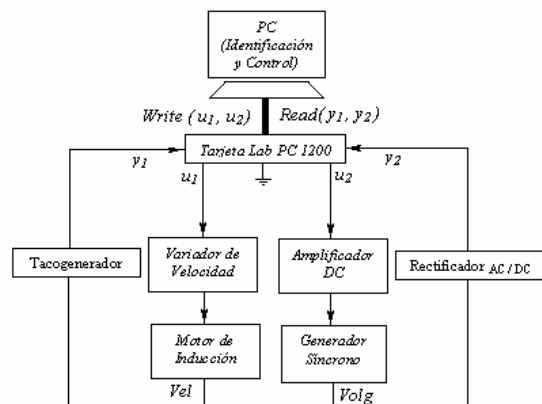 PC
(Identificación
y Control)
Write (u1, u2) Read(y1, y2)
Tarjeta Lab PC 1200
y1
y2
u1
u2
Tacogenerador
Variador de
Velocidad
Amplificador
DC
Rectificador AC/DC
Motor de
Inducción
Generador
Síncrono
Vel
Volg